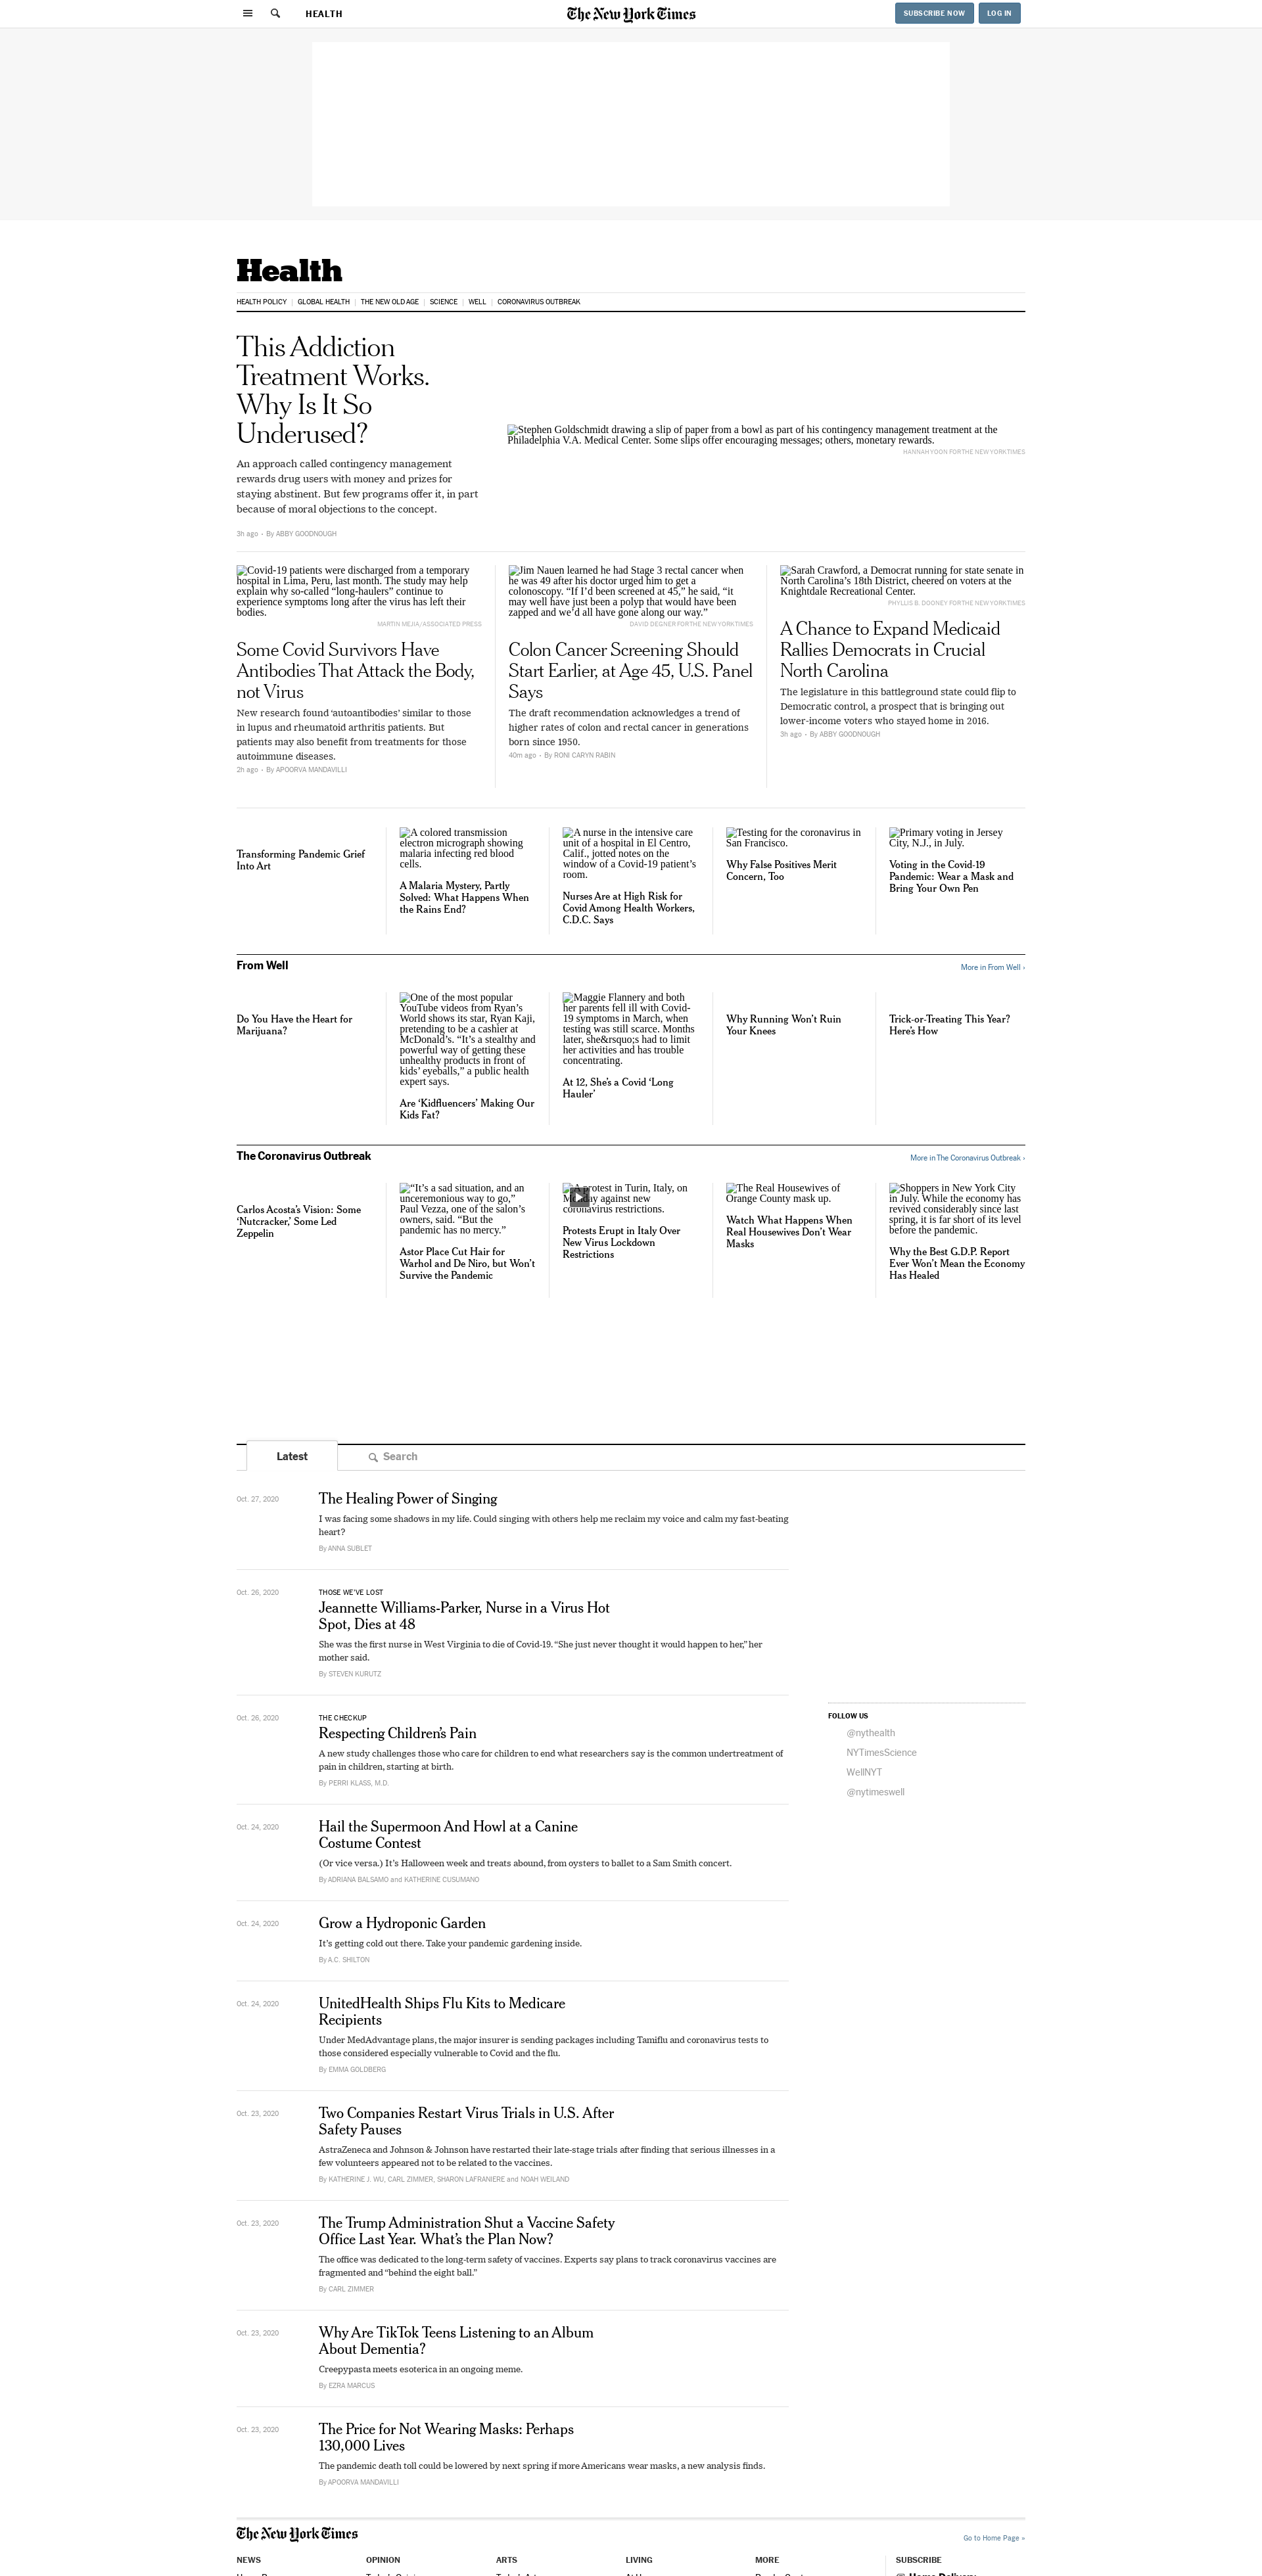 HEALTH
The New York Times
SUBSCRIBE NOW
LOG IN
Health
HEALTH POLICY | GLOBAL HEALTH | THE NEW OLD AGE | SCIENCE | WELL | CORONAVIRUS OUTBREAK
This Addiction
Treatment Works.
Why Is It So
Underused?
An approach called contingency management
rewards drug users with money and prizes for
staying abstinent. But few programs offer it, in part
because of moral objections to the concept.
3h ago • By ABBY GOODNOUGH
Stephen Goldschmidt drawing a slip of paper from a bowl as part of his contingency management treatment at the
Philadelphia V.A. Medical Center. Some slips offer encouraging messages; others, monetary rewards.
HANNAH YOON FOR THE NEW YORK TIMES
Covid-19 patients were discharged from a temporary
hospital in Lima, Peru, last month. The study may help
explain why so-called “long-haulers” continue to
experience symptoms long after the virus has left their
bodies.
MARTIN MEJIA/ASSOCIATED PRESS
Some Covid Survivors Have
Antibodies That Attack the Body,
not Virus
New research found ‘autoantibodies’ similar to those
in lupus and rheumatoid arthritis patients. But
patients may also benefit from treatments for those
autoimmune diseases.
2h ago • By APOORVA MANDAVILLI
Jim Nauen learned he had Stage 3 rectal cancer when
he was 49 after his doctor urged him to get a
colonoscopy. “If I’d been screened at 45,” he said, “it
may well have just been a polyp that would have been
zapped and we’d all have gone along our way.”
DAVID DEGNER FOR THE NEW YORK TIMES
Colon Cancer Screening Should
Start Earlier, at Age 45, U.S. Panel
Says
The draft recommendation acknowledges a trend of
higher rates of colon and rectal cancer in generations
born since 1950.
40m ago • By RONI CARYN RABIN
Sarah Crawford, a Democrat running for state senate in
North Carolina’s 18th District, cheered on voters at the
Knightdale Recreational Center.
PHYLLIS B. DOONEY FOR THE NEW YORK TIMES
A Chance to Expand Medicaid
Rallies Democrats in Crucial
North Carolina
The legislature in this battleground state could flip to
Democratic control, a prospect that is bringing out
lower-income voters who stayed home in 2016.
3h ago • By ABBY GOODNOUGH
Transforming Pandemic Grief
Into Art
A colored transmission
electron micrograph showing
malaria infecting red blood
cells.
A Malaria Mystery, Partly
Solved: What Happens When
the Rains End?
A nurse in the intensive care
unit of a hospital in El Centro,
Calif., jotted notes on the
window of a Covid-19 patient’s
room.
Nurses Are at High Risk for
Covid Among Health Workers,
C.D.C. Says
Testing for the coronavirus in
San Francisco.
Why False Positives Merit
Concern, Too
Primary voting in Jersey
City, N.J., in July.
Voting in the Covid-19
Pandemic: Wear a Mask and
Bring Your Own Pen
From Well
More in From Well ›
Do You Have the Heart for
Marijuana?
One of the most popular
YouTube videos from Ryan’s
World shows its star, Ryan Kaji,
pretending to be a cashier at
McDonald’s. “It’s a stealthy and
powerful way of getting these
unhealthy products in front of
kids’ eyeballs,” a public health
expert says.
Are ‘Kidfluencers’ Making Our
Kids Fat?
Maggie Flannery and both
her parents fell ill with Covid-
19 symptoms in March, when
testing was still scarce. Months
later, she&rsquo;s had to limit
her activities and has trouble
concentrating.
At 12, She’s a Covid ‘Long
Hauler’
Why Running Won’t Ruin
Your Knees
Trick-or-Treating This Year?
Here’s How
The Coronavirus Outbreak
More in The Coronavirus Outbreak ›
Carlos Acosta’s Vision: Some
‘Nutcracker,’ Some Led
Zeppelin
“It’s a sad situation, and an
unceremonious way to go,”
Paul Vezza, one of the salon’s
owners, said. “But the
pandemic has no mercy.”
Astor Place Cut Hair for
Warhol and De Niro, but Won’t
Survive the Pandemic
A protest in Turin, Italy, on
against new
coronavirus restrictions.
Protests Erupt in Italy Over
New Virus Lockdown
Restrictions
The Real Housewives of
Orange County mask up.
Watch What Happens When
Real Housewives Don’t Wear
Masks
Shoppers in New York City
in July. While the economy has
revived considerably since last
spring, it is far short of its level
before the pandemic.
Why the Best G.D.P. Report
Ever Won’t Mean the Economy
Has Healed
Latest
Search
Oct. 27, 2020
The Healing Power of Singing
I was facing some shadows in my life. Could singing with others help me reclaim my voice and calm my fast-beating
heart?
By ANNA SUBLET
Oct. 26, 2020
THOSE WE’VE LOST
Jeannette Williams-Parker, Nurse in a Virus Hot
Spot, Dies at 48
She was the first nurse in West Virginia to die of Covid-19. “She just never thought it would happen to her,” her
mother said.
By STEVEN KURUTZ
Oct. 26, 2020
THE CHECKUP
Respecting Children’s Pain
A new study challenges those who care for children to end what researchers say is the common undertreatment of
pain in children, starting at birth.
By PERRI KLASS, M.D.
FOLLOW US
@nythealth
NYTimesScience
WellNYT
@nytimeswell
Oct. 24, 2020
Hail the Supermoon And Howl at a Canine
Costume Contest
(Or vice versa.) It’s Halloween week and treats abound, from oysters to ballet to a Sam Smith concert.
By ADRIANA BALSAMO and KATHERINE CUSUMANO
Oct. 24, 2020
Grow a Hydroponic Garden
It’s getting cold out there. Take your pandemic gardening inside.
By A.C. SHILTON
Oct. 24, 2020
UnitedHealth Ships Flu Kits to Medicare
Recipients
Under MedAdvantage plans, the major insurer is sending packages including Tamiflu and coronavirus tests to
those considered especially vulnerable to Covid and the flu.
By EMMA GOLDBERG
Oct. 23, 2020
Two Companies Restart Virus Trials in U.S. After
Safety Pauses
AstraZeneca and Johnson & Johnson have restarted their late-stage trials after finding that serious illnesses in a
few volunteers appeared not to be related to the vaccines.
By KATHERINE J. WU, CARL ZIMMER, SHARON LAFRANIERE and NOAH WEILAND
Oct. 23, 2020
The Trump Administration Shut a Vaccine Safety
Office Last Year. What’s the Plan Now?
The office was dedicated to the long-term safety of vaccines. Experts say plans to track coronavirus vaccines are
fragmented and “behind the eight ball.”
By CARL ZIMMER
Oct. 23, 2020
Why Are TikTok Teens Listening to an Album
About Dementia?
Creepypasta meets esoterica in an ongoing meme.
By EZRA MARCUS
Oct. 23, 2020
The Price for Not Wearing Masks: Perhaps
130,000 Lives
The pandemic death toll could be lowered by next spring if more Americans wear masks, a new analysis finds.
By APOORVA MANDAVILLI
The New York Times
Go to Home Page »
NEWS
OPINION
ARTS
LIVING
MORE
SUBSCRIBE